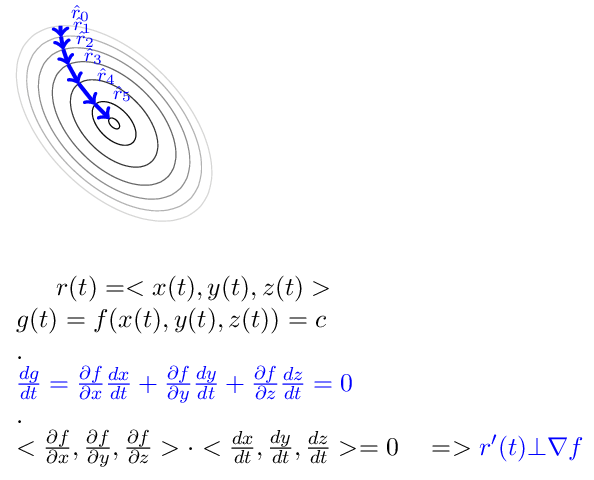 r̂₀
r̂₁
r̂₂
r̂₃
r̂₄
r̂₅
r(t) =< x(t), y(t), z(t) >
g(t) = f(x(t), y(t), z(t)) = c
.
dg/dt = ∂f/∂x dx/dt + ∂f/∂y dy/dt + ∂f/∂z dz/dt = 0
.
< ∂f/∂x, ∂f/∂y, ∂f/∂z > · < dx/dt, dy/dt, dz/dt >= 0 => r′(t)⊥∇f